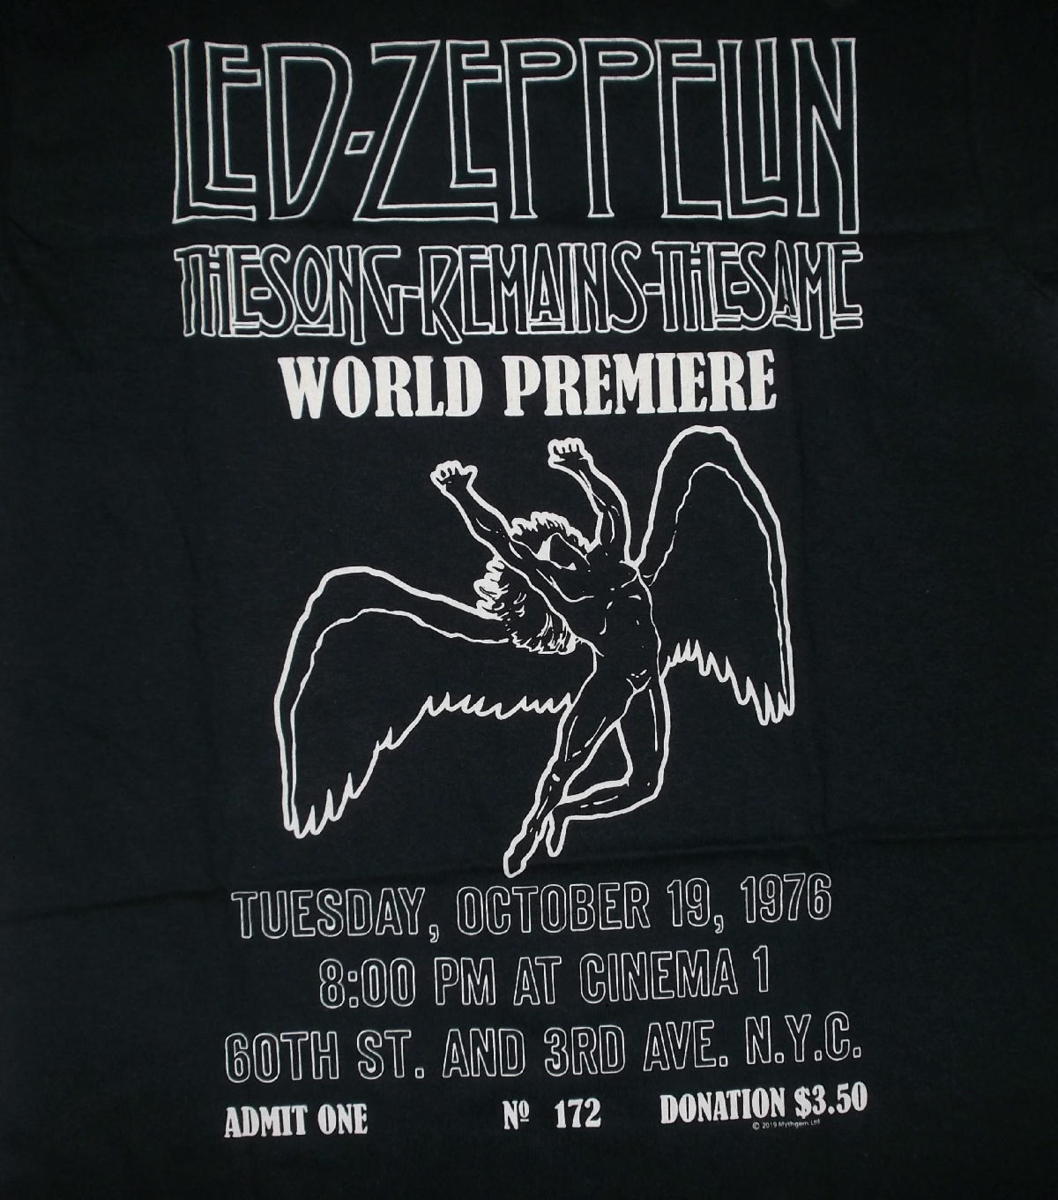 LED-ZEPPELIN
THE-SONG-REMAINS-THE-SAME
WORLD PREMIERE
TUESDAY, OCTOBER 19, 1976
8:00 PM AT CINEMA 1
60TH ST. AND 3RD AVE. N.Y.C.
ADMIT ONE Nº 172 DONATION $3.50
© 2019 Mythgem Ltd